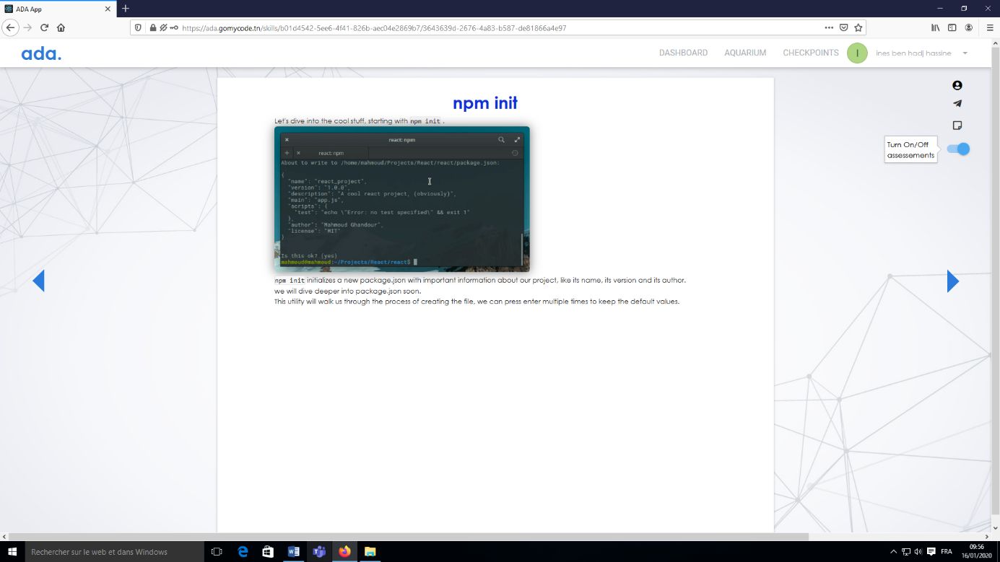 ADA App
https://ada.gomycode.tn/skills/b01d4542-5ee6-4f41-826b-aec04e2869b7/3643639d-2676-4a83-b587-de81866a4e97
ada.
DASHBOARD
AQUARIUM
CHECKPOINTS
I
ines ben hadj hassine
npm init
Let's dive into the cool stuff, starting with npm init .
react: npm
react: npm
About to write to /home/mahmoud/Projects/React/react/package.json:
{
"name": "react_project",
"version": "1.0.0",
"description": "A cool react project, (obviously)",
"main": "app.js",
"scripts": {
"test": "echo \"Error: no test specified\" && exit 1"
},
"author": "Mahmoud Ghandour",
"license": "MIT"
}
Is this ok? (yes)
mahmoud@mahmoud:~/Projects/React/react$
npm init initializes a new package.json with important information about our project, like its name, its version and its author.
we will dive deeper into package.json soon.
This utility will walk us through the process of creating the file, we can press enter multiple times to keep the default values.
Turn On/Off
assessements
Rechercher sur le web et dans Windows
FRA
09:56
16/01/2020